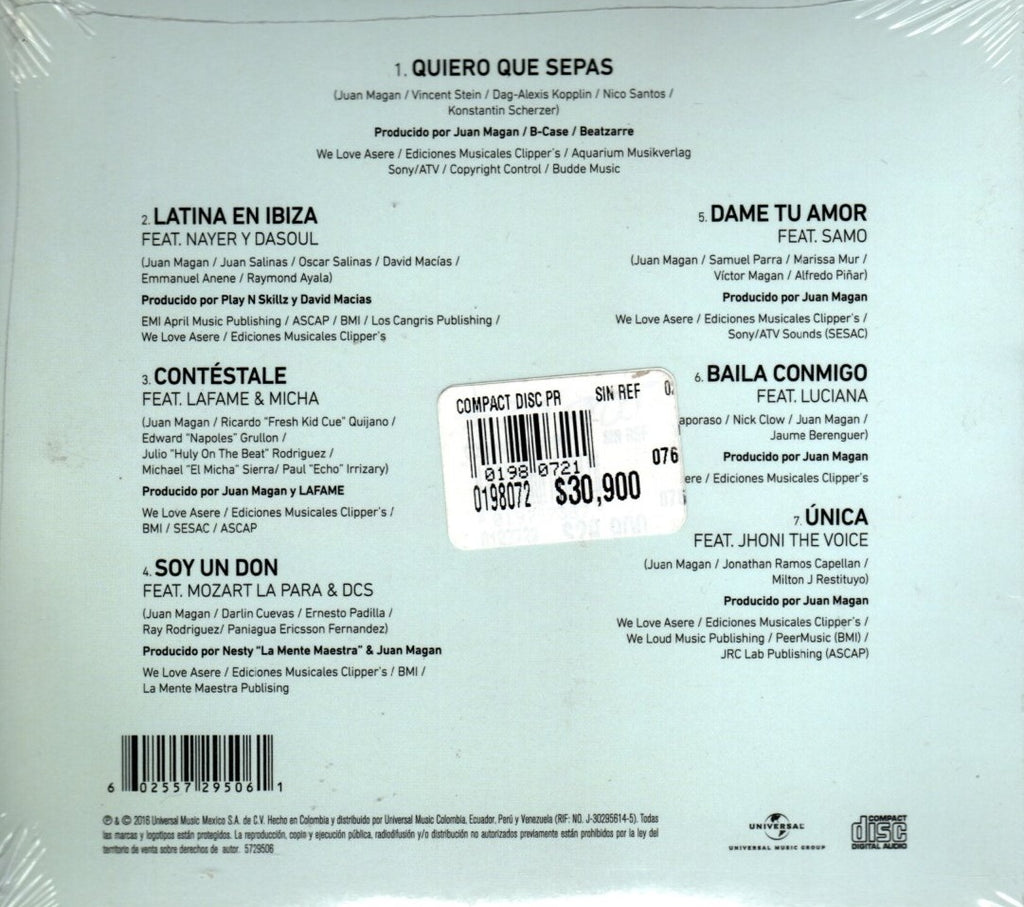 1. QUIERO QUE SEPAS
(Juan Magan / Vincent Stein / Dag-Alexis Kopplin / Nico Santos /
Konstantin Scherzer)
Producido por Juan Magan / B-Case / Beatzarre
We Love Asere / Ediciones Musicales Clipper's / Aquarium Musikverlag
Sony/ATV / Copyright Control / Budde Music
2. LATINA EN IBIZA
FEAT. NAYER Y DASOUL
(Juan Magan / Juan Salinas / Oscar Salinas / David Macías /
Emmanuel Anene / Raymond Ayala)
Producido por Play N Skillz y David Macias
EMI April Music Publishing / ASCAP / BMI / Los Cangris Publishing /
We Love Asere / Ediciones Musicales Clipper's
3. CONTÉSTALE
FEAT. LAFAME & MICHA
(Juan Magan / Ricardo "Fresh Kid Cue" Quijano /
Edward "Napoles" Grullon /
Julio "Huly On The Beat" Rodriguez /
Michael "El Micha" Sierra/ Paul "Echo" Irrizary)
Producido por Juan Magan y LAFAME
We Love Asere / Ediciones Musicales Clipper's /
BMI / SESAC / ASCAP
4. SOY UN DON
FEAT. MOZART LA PARA & DCS
(Juan Magan / Darlin Cuevas / Ernesto Padilla /
Ray Rodriguez/ Paniagua Ericsson Fernandez)
Producido por Nesty "La Mente Maestra" & Juan Magan
We Love Asere / Ediciones Musicales Clipper's / BMI /
La Mente Maestra Publising
5. DAME TU AMOR
FEAT. SAMO
(Juan Magan / Samuel Parra / Marissa Mur /
Víctor Magan / Alfredo Piñar)
Producido por Juan Magan
We Love Asere / Ediciones Musicales Clipper's /
Sony/ATV Sounds (SESAC)
6. BAILA CONMIGO
FEAT. LUCIANA
aporaso / Nick Clow / Juan Magan /
Jaume Berenguer)
Producido por Juan Magan
ere / Ediciones Musicales Clipper's
7. ÚNICA
FEAT. JHONI THE VOICE
(Juan Magan / Jonathan Ramos Capellan /
Milton J Restituyo)
Producido por Juan Magan
We Love Asere / Ediciones Musicales Clipper's /
We Loud Music Publishing / PeerMusic (BMI) /
JRC Lab Publishing (ASCAP)
COMPACT DISC PR SIN REF
0198 0721
076
0198072 $30,900
6 02557 29506 1
℗ & © 2016 Universal Music Mexico S.A. de C.V. Hecho en Colombia y distribuido por Universal Music Colombia, Ecuador, Perú y Venezuela (RIF: NO. J-30295614-5). Todas
las marcas y logotipos están protegidos. La reproducción, copia y ejecución pública, radiodifusión y/o distribución no autorizados previamente están prohibidos por la ley del
territorio de venta sobre derechos de autor. 5729506
UNIVERSAL
UNIVERSAL MUSIC GROUP
COMPACT
disc
DIGITAL AUDIO